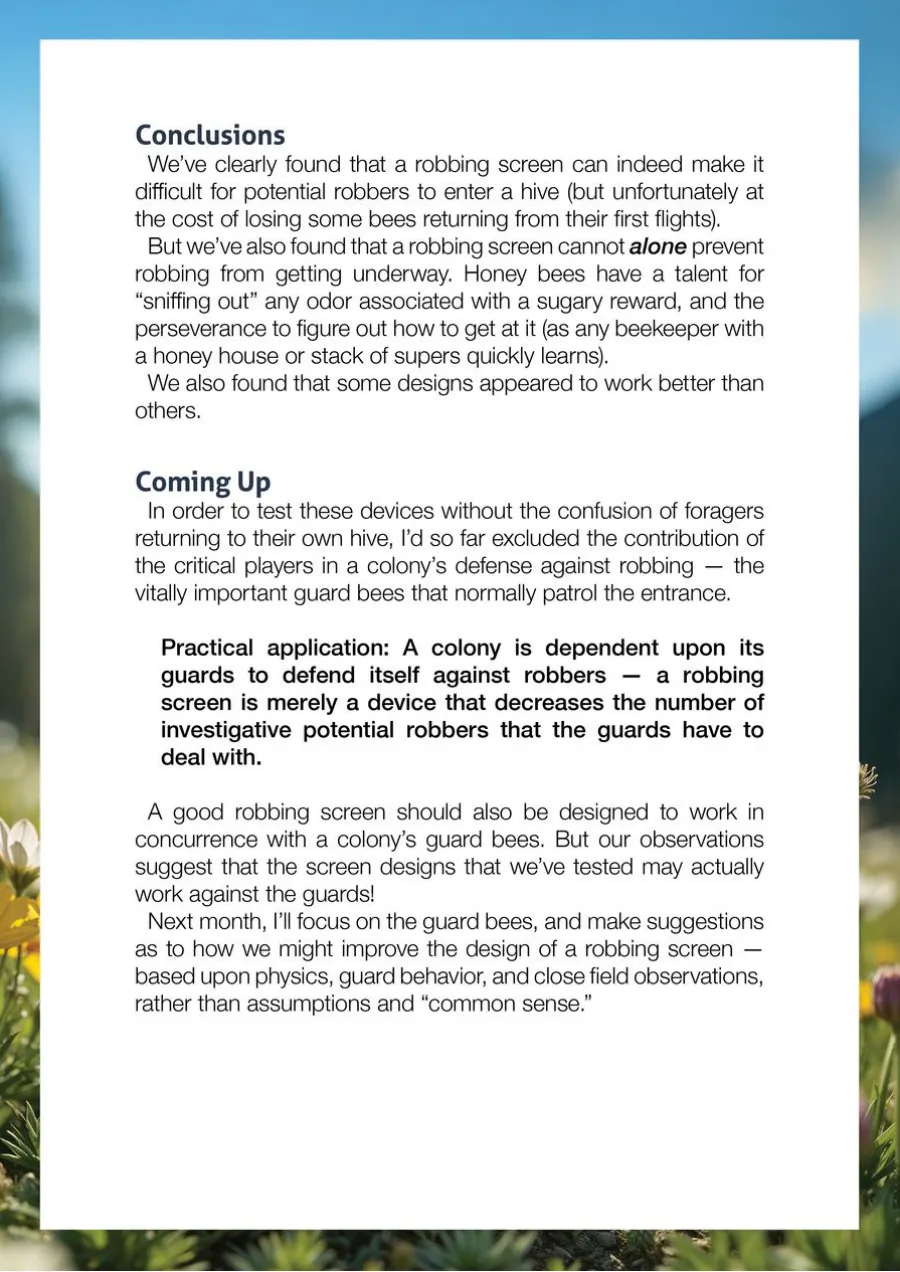 Conclusions
We’ve clearly found that a robbing screen can indeed make it
difficult for potential robbers to enter a hive (but unfortunately at
the cost of losing some bees returning from their first flights).
But we’ve also found that a robbing screen cannot alone prevent
robbing from getting underway. Honey bees have a talent for
“sniffing out” any odor associated with a sugary reward, and the
perseverance to figure out how to get at it (as any beekeeper with
a honey house or stack of supers quickly learns).
We also found that some designs appeared to work better than
others.
Coming Up
In order to test these devices without the confusion of foragers
returning to their own hive, I’d so far excluded the contribution of
the critical players in a colony’s defense against robbing — the
vitally important guard bees that normally patrol the entrance.
Practical application: A colony is dependent upon its
guards to defend itself against robbers — a robbing
screen is merely a device that decreases the number of
investigative potential robbers that the guards have to
deal with.
A good robbing screen should also be designed to work in
concurrence with a colony’s guard bees. But our observations
suggest that the screen designs that we’ve tested may actually
work against the guards!
Next month, I’ll focus on the guard bees, and make suggestions
as to how we might improve the design of a robbing screen —
based upon physics, guard behavior, and close field observations,
rather than assumptions and “common sense.”